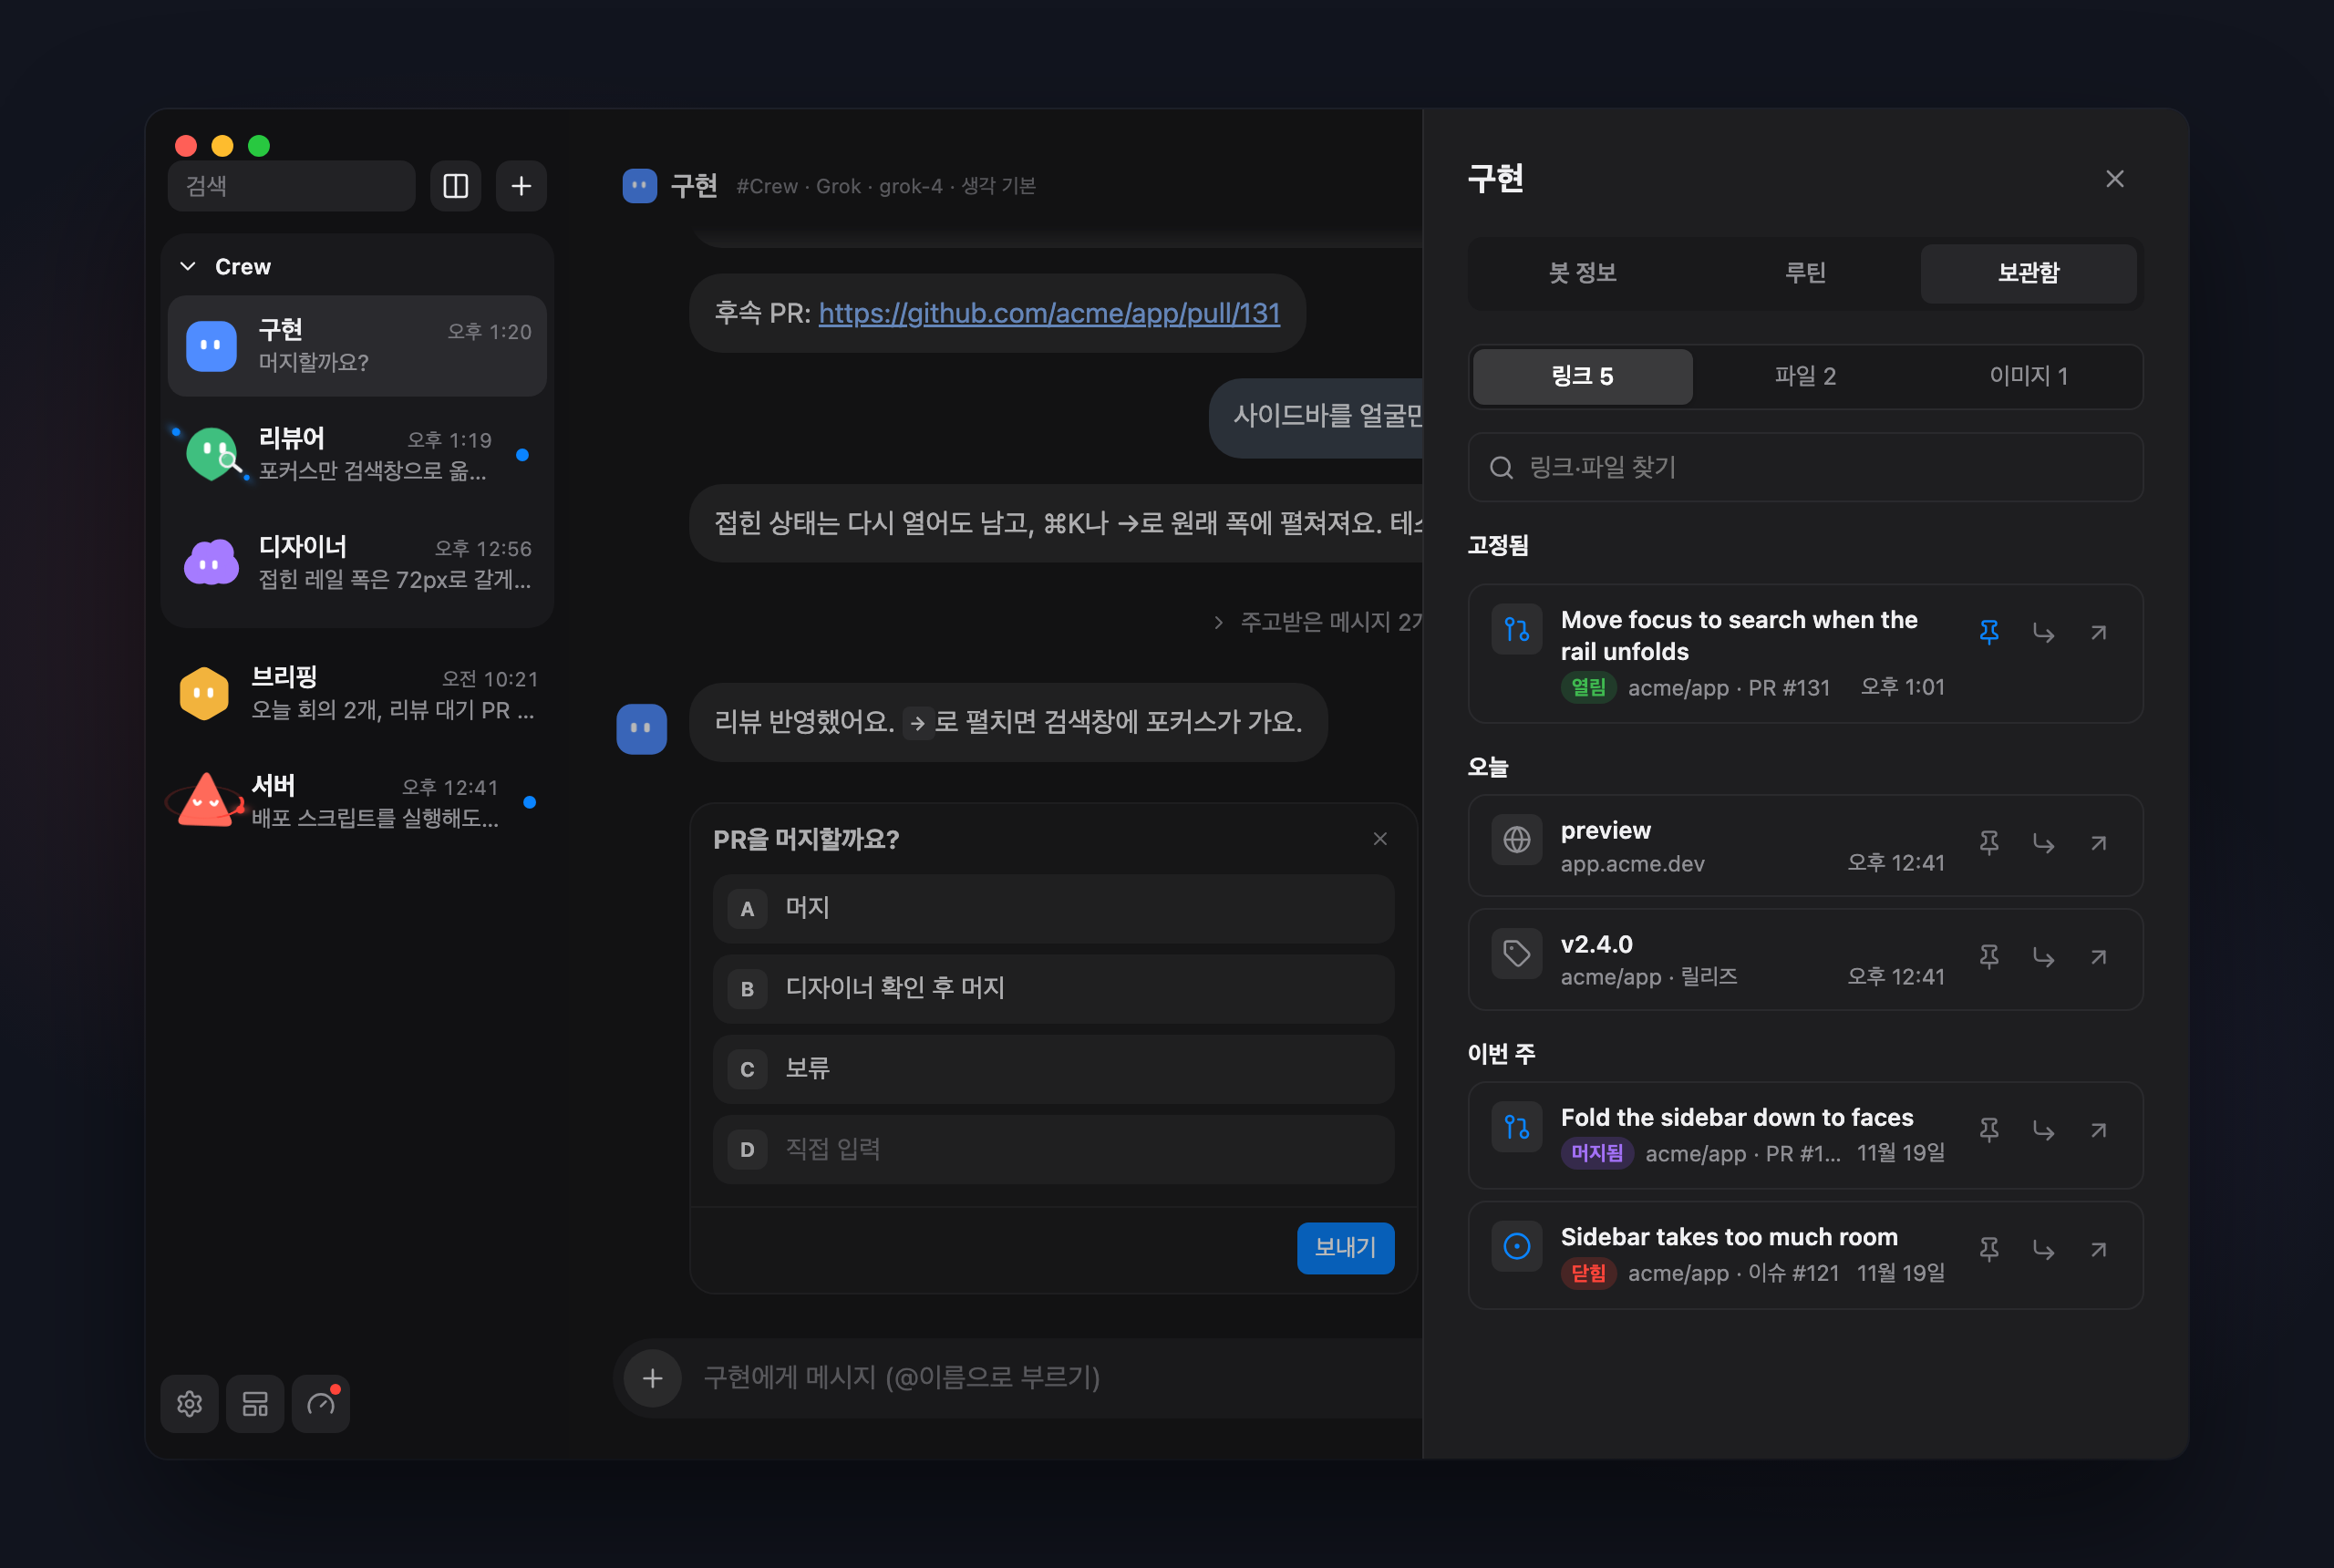 검색
Crew
구현
오후 1:20
머지할까요?
리뷰어
오후 1:19
포커스만 검색창으로 옮...
디자이너
오후 12:56
접힌 레일 폭은 72px로 갈게...
브리핑
오전 10:21
오늘 회의 2개, 리뷰 대기 PR ...
서버
오후 12:41
배포 스크립트를 실행해도...
구현 #Crew · Grok · grok-4 · 생각 기본
후속 PR: https://github.com/acme/app/pull/131
사이드바를 얼굴만
접힌 상태는 다시 열어도 남고, ⌘K나 →로 원래 폭에 펼쳐져요. 테스
주고받은 메시지 2개
리뷰 반영했어요. →로 펼치면 검색창에 포커스가 가요.
PR을 머지할까요?
A 머지
B 디자이너 확인 후 머지
C 보류
D 직접 입력
보내기
구현에게 메시지 (@이름으로 부르기)
구현
봇 정보
루틴
보관함
링크 5
파일 2
이미지 1
링크·파일 찾기
고정됨
Move focus to search when the
rail unfolds
열림 acme/app · PR #131 오후 1:01
오늘
preview
app.acme.dev 오후 12:41
v2.4.0
acme/app · 릴리즈 오후 12:41
이번 주
Fold the sidebar down to faces
머지됨 acme/app · PR #1... 11월 19일
Sidebar takes too much room
닫힘 acme/app · 이슈 #121 11월 19일